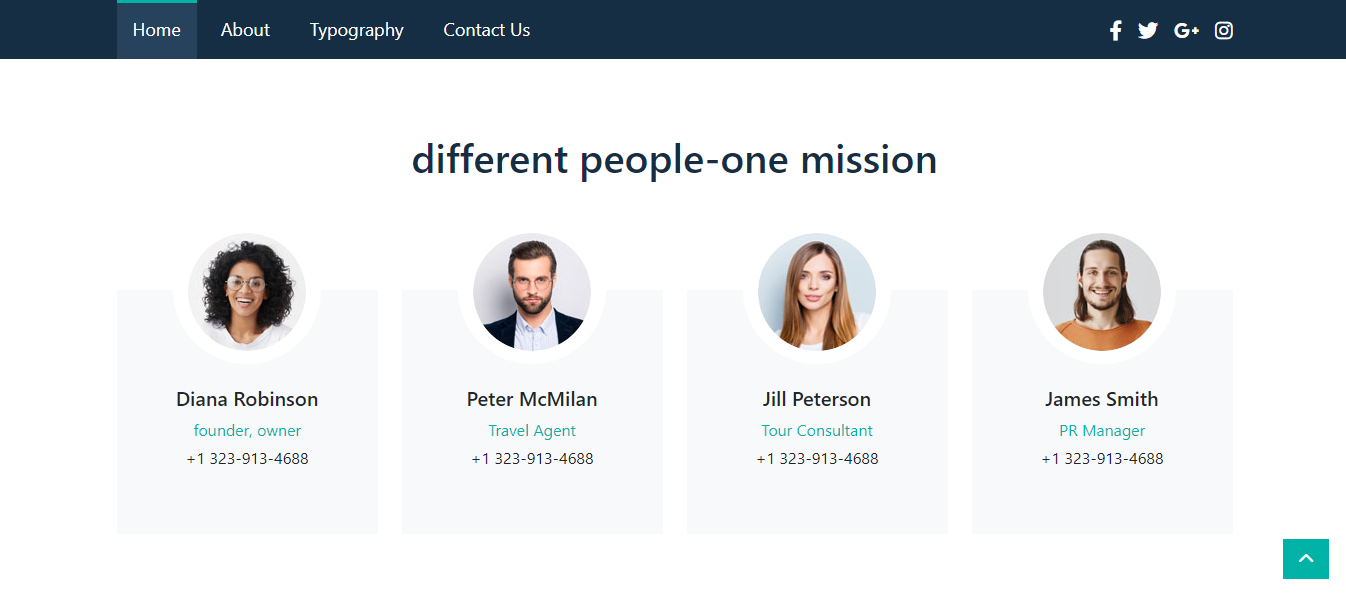 Home About Typography Contact Us
different people-one mission
Diana Robinson
founder, owner
+1 323-913-4688
Peter McMilan
Travel Agent
+1 323-913-4688
Jill Peterson
Tour Consultant
+1 323-913-4688
James Smith
PR Manager
+1 323-913-4688